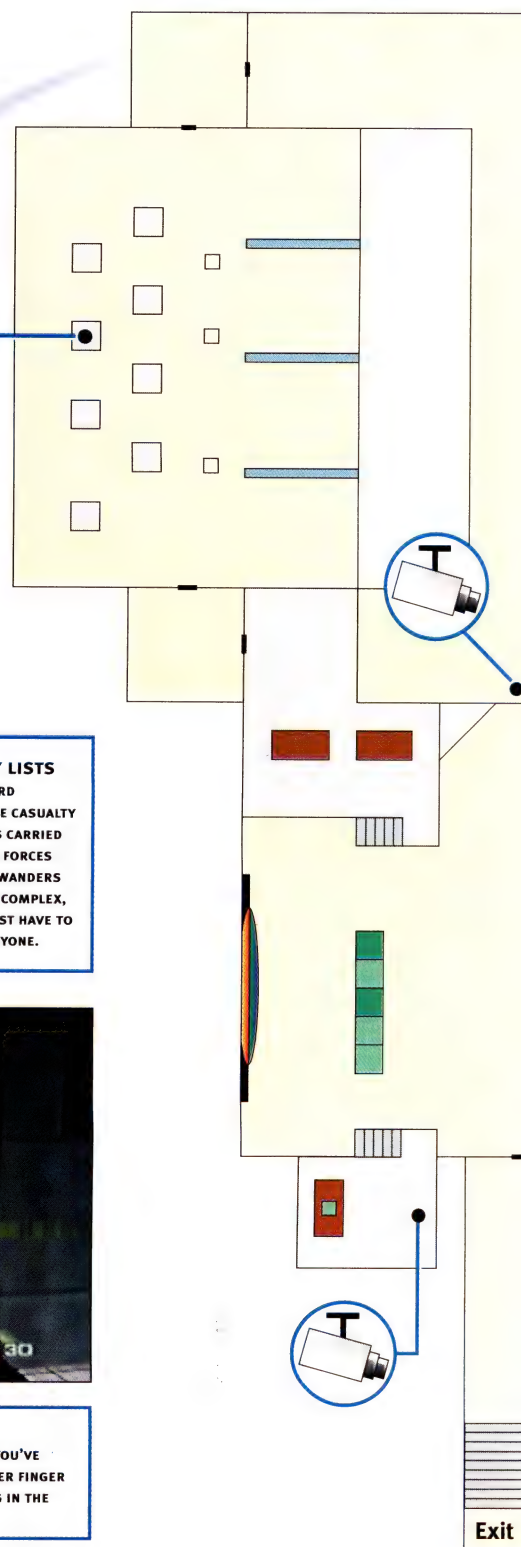 LISTS
RD
E CASUALTY
CARRIED
FORCES
WANDERS
COMPLEX,
ST HAVE TO
YONE.
30
OU'VE
ER FINGER
IN THE
Exit